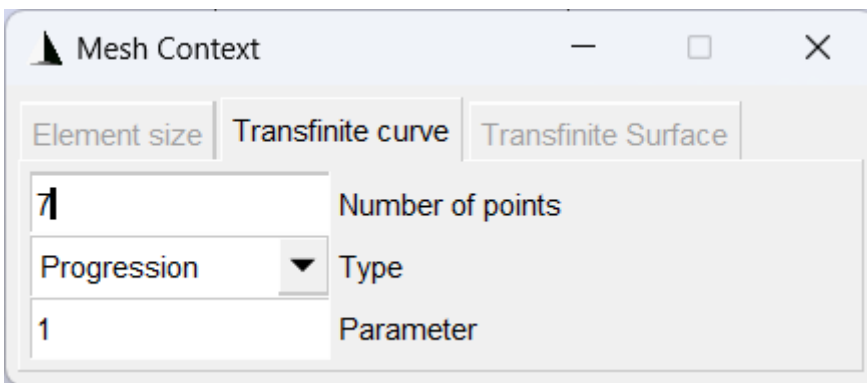 Mesh Context
Element size Transfinite curve Transfinite Surface
7 Number of points
Progression Type
1 Parameter